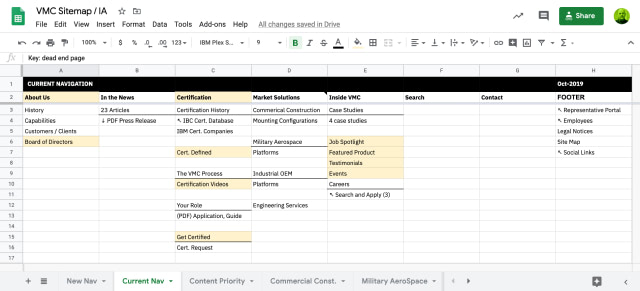 VMC Sitemap / IA
File Edit View Insert Format Data Tools Add-ons Help All changes saved in Drive
Share
100% $ % .0 .00 123 IBM Plex S... 9 B I S A Σ
fx Key: dead end page
A B C D E F G H
1 CURRENT NAVIGATION Oct-2019
2 About Us In the News Certification Market Solutions Inside VMC Search Contact FOOTER
3 History 23 Articles Certification History Commerical Construction Case Studies ↖ Representative Portal
4 Capabilities ↓ PDF Press Release ↖ IBC Cert. Database Mounting Configurations 4 case studies ↖ Employees
5 Customers / Clients IBM Cert. Companies Legal Notices
6 Board of Directors Military Aerospace Job Spotlight Site Map
7 Cert. Defined Platforms Featured Product ↖ Social Links
8 Testimonials
9 The VMC Process Industrial OEM Events
10 Certification Videos Platforms Careers
11 ↖ Search and Apply (3)
12 Your Role Engineering Services
13 (PDF) Application, Guide
14
15 Get Certified
16 Cert. Request
17
New Nav Current Nav Content Priority Commercial Const. Military AeroSpace